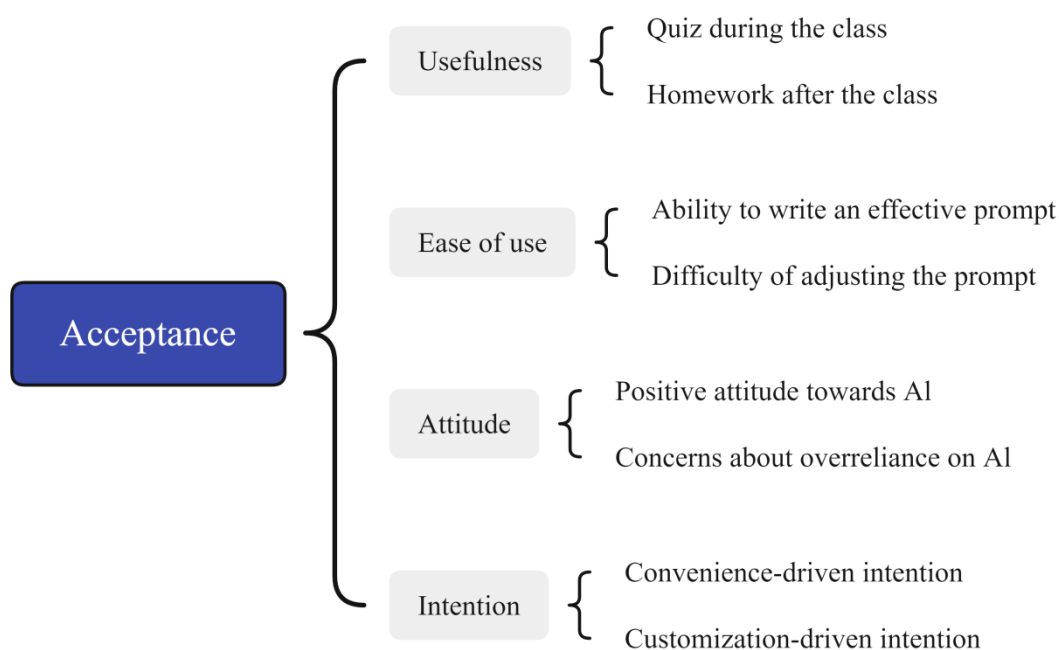 Acceptance
Usefulness
Quiz during the class
Homework after the class
Ease of use
Ability to write an effective prompt
Difficulty of adjusting the prompt
Attitude
Positive attitude towards Al
Concerns about overreliance on Al
Intention
Convenience-driven intention
Customization-driven intention